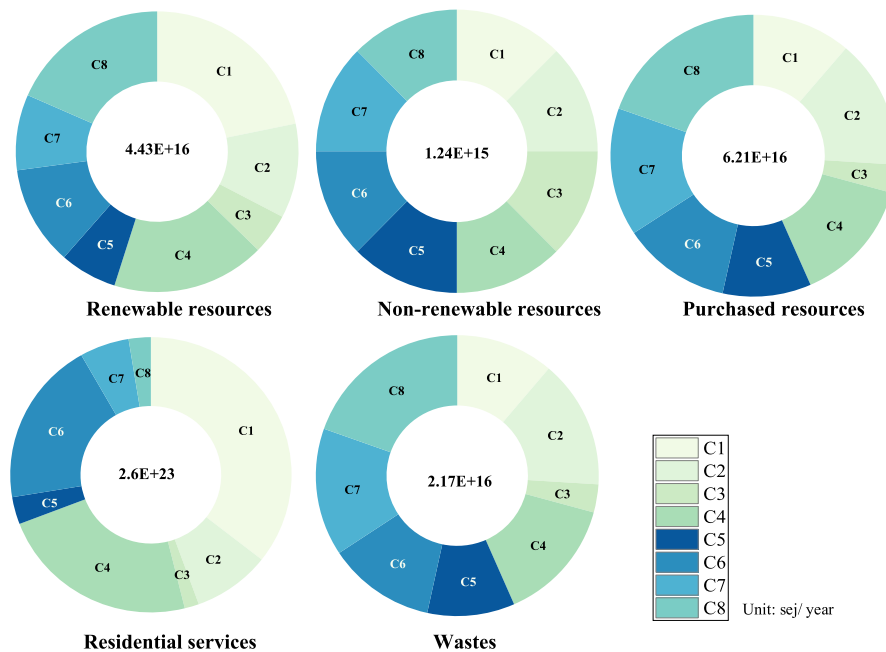 C8
C1
C7
C2
4.43E+16
C6
C3
C5
C4
Renewable resources
C8
C1
C7
C2
1.24E+15
C6
C3
C5
C4
Non-renewable resources
C8
C1
C2
C7
6.21E+16
C3
C6
C4
C5
Purchased resources
C7
C8
C6
C1
2.6E+23
C5
C4
C3
C2
Residential services
C8
C1
C2
C7
2.17E+16
C3
C6
C4
C5
Wastes
C1
C2
C3
C4
C5
C6
C7
C8
Unit: sej/ year